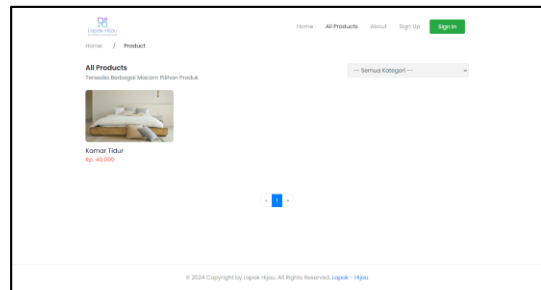 Lapak Hijau
Home All Products About Sign Up Sign In
Home / Product
All Products
Tersedia Berbagai Macam Pilihan Produk
-- Semua Kategori --
Kamar Tidur
Rp. 40.000
« 1 »
© 2024 Copyright by Lapak Hijau. All Rights Reserved. Lapak - Hijau